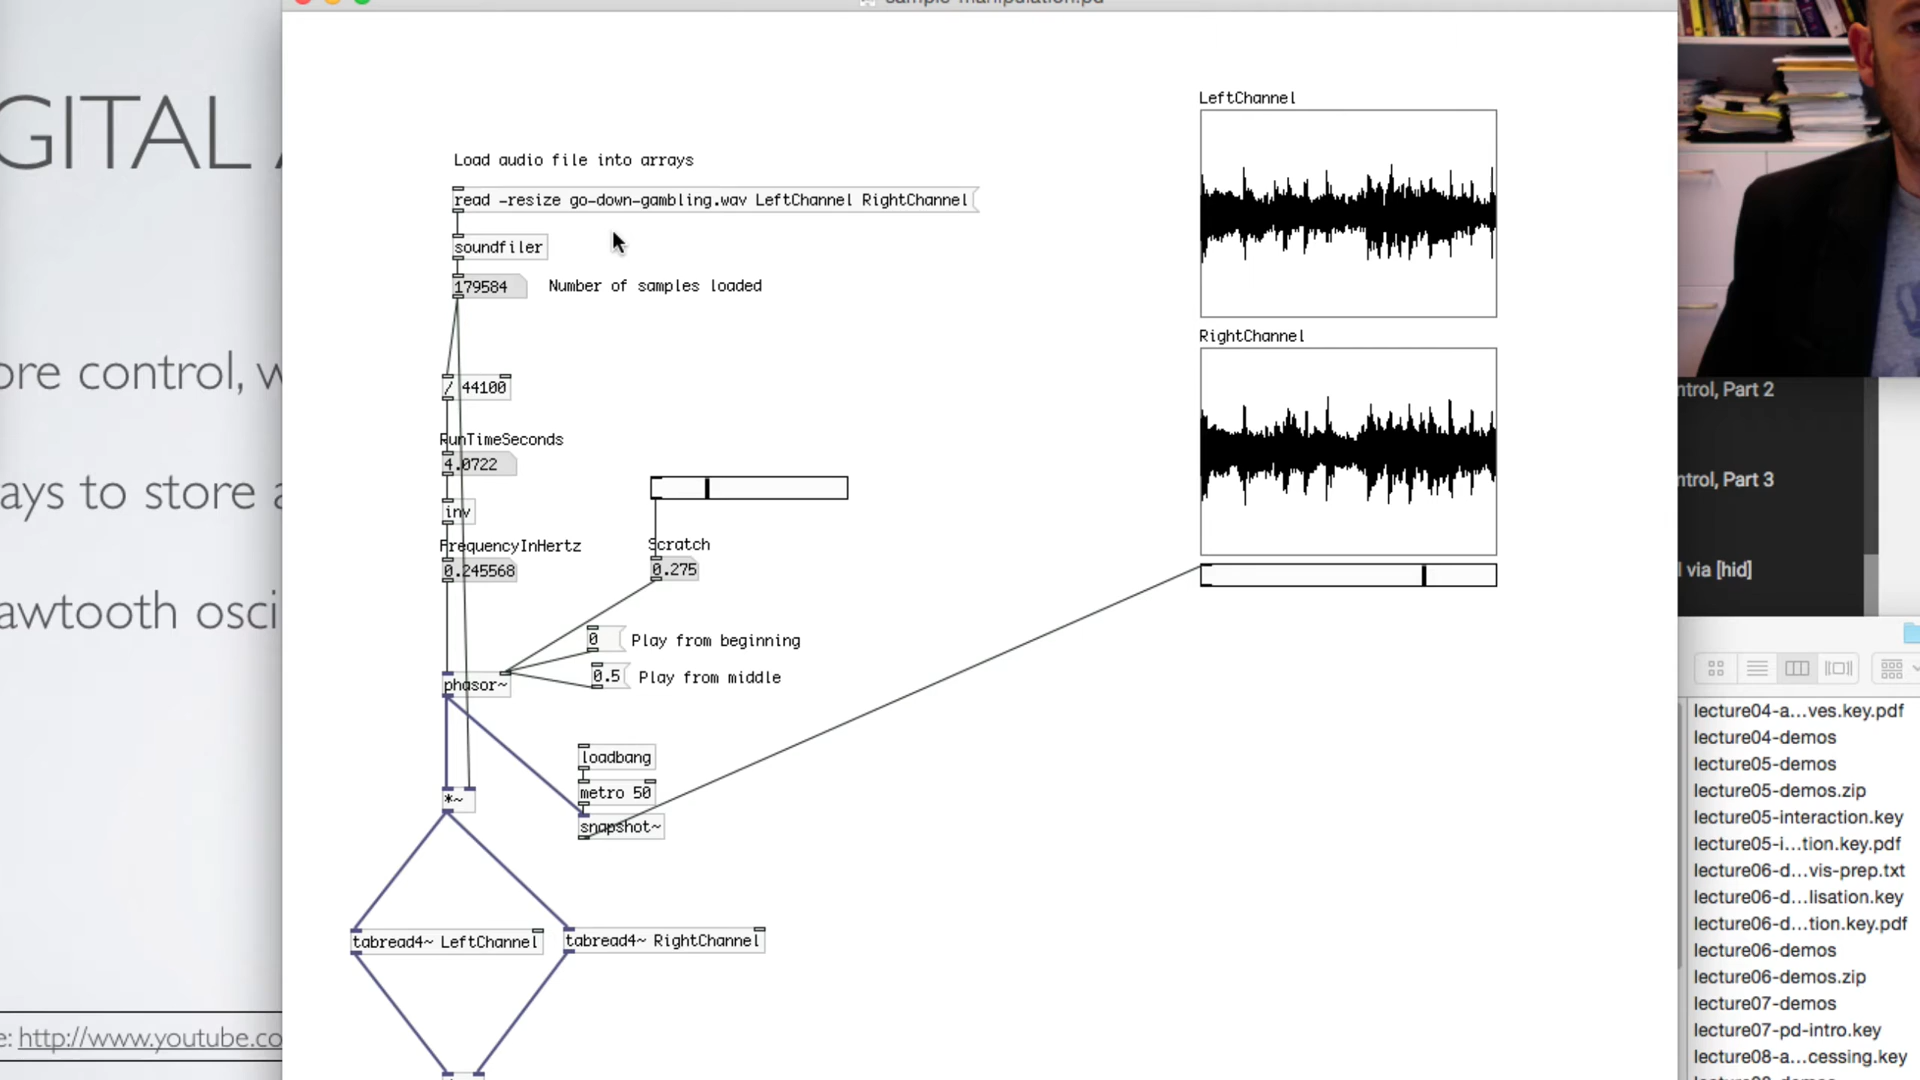 sample-manipulation.pd
GITAL
ore control, w
ays to store a
awtooth osci
e: http://www.youtube.co
Load audio file into arrays
read -resize go-down-gambling.wav LeftChannel RightChannel
soundfiler
179584
Number of samples loaded
/ 44100
RunTimeSeconds
4.0722
inv
FrequencyInHertz
0.245568
Scratch
0.275
0
Play from beginning
0.5
Play from middle
phasor~
loadbang
metro 50
snapshot~
*~
tabread4~ LeftChannel
tabread4~ RightChannel
LeftChannel
RightChannel
ntrol, Part 2
ntrol, Part 3
l via [hid]
lecture04-a...ves.key.pdf
lecture04-demos
lecture05-demos
lecture05-demos.zip
lecture05-interaction.key
lecture05-i...tion.key.pdf
lecture06-d...vis-prep.txt
lecture06-d...lisation.key
lecture06-d...tion.key.pdf
lecture06-demos
lecture06-demos.zip
lecture07-demos
lecture07-pd-intro.key
lecture08-a...cessing.key